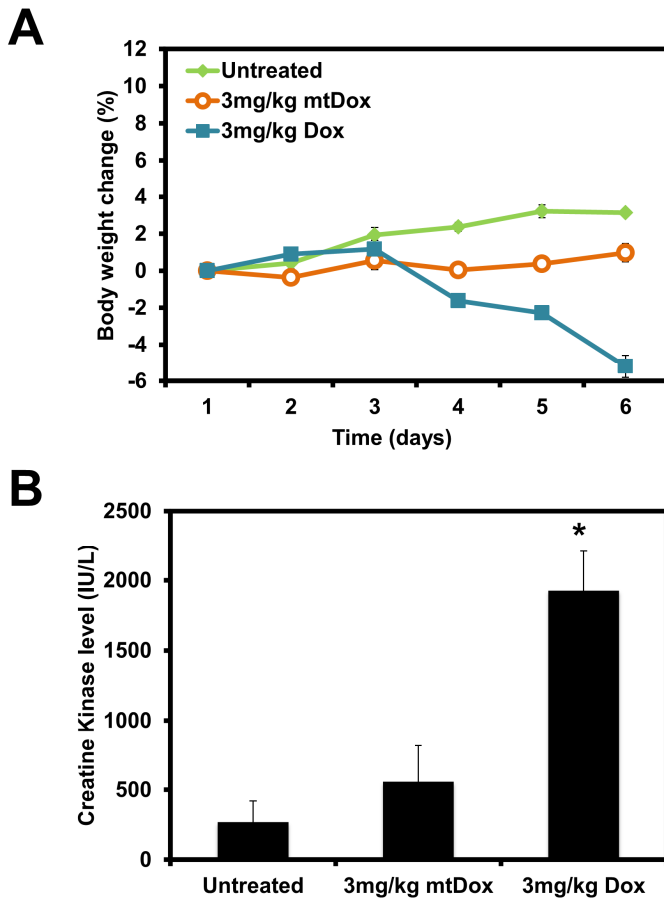 A
Body weight change (%)
12
10
8
6
4
2
0
-2
-4
-6
Untreated
3mg/kg mtDox
3mg/kg Dox
1 2 3 4 5 6
Time (days)
B
Creatine Kinase level (IU/L)
2500
2000
1500
1000
500
0
*
Untreated 3mg/kg mtDox 3mg/kg Dox